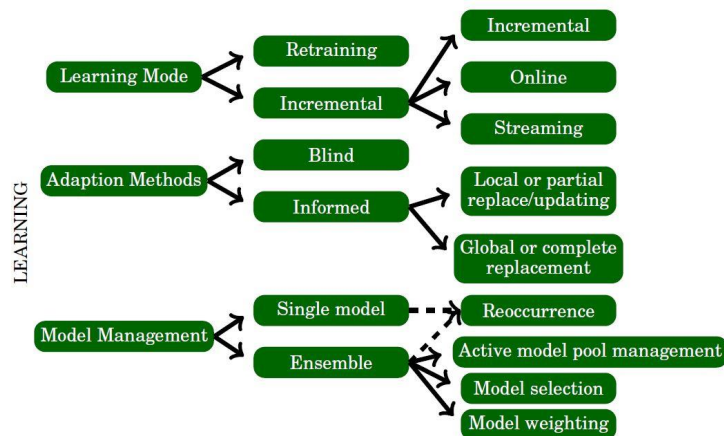 LEARNING
Learning Mode
Retraining
Incremental
Incremental
Online
Streaming
Adaption Methods
Blind
Informed
Local or partial
replace/updating
Global or complete
replacement
Model Management
Single model
Ensemble
Reoccurrence
Active model pool management
Model selection
Model weighting